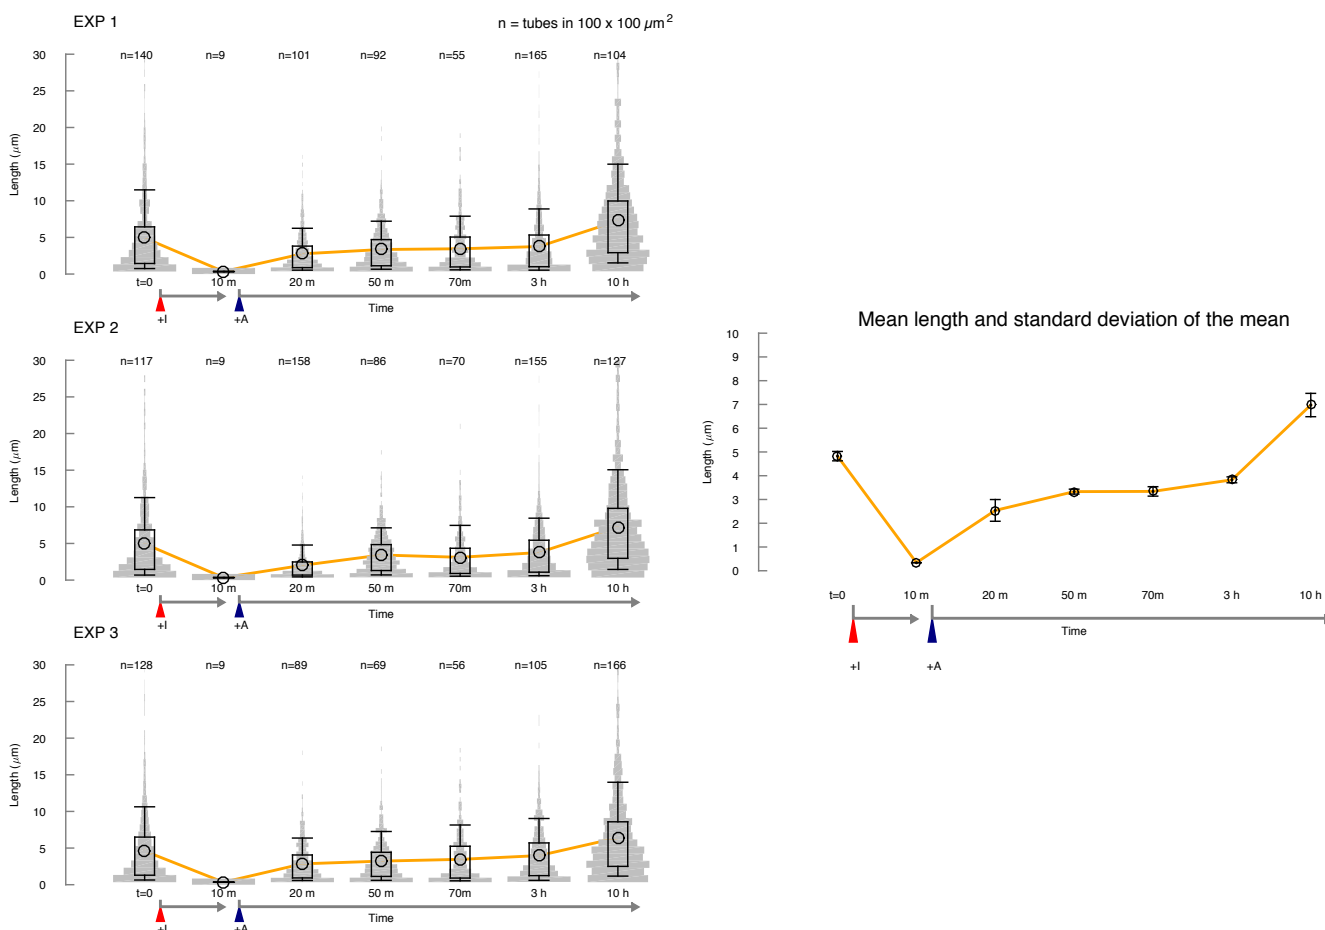 EXP 1
n = tubes in 100 x 100 μm²
n=140 n=9 n=101 n=92 n=55 n=165 n=104
30
25
20
15
10
5
0
Length (μm)
t=0 10 m 20 m 50 m 70m 3 h 10 h
+I +A Time
EXP 2
n=117 n=9 n=158 n=86 n=70 n=155 n=127
30
25
20
15
10
5
0
Length (μm)
t=0 10 m 20 m 50 m 70m 3 h 10 h
+I +A Time
EXP 3
n=128 n=9 n=89 n=69 n=56 n=105 n=166
30
25
20
15
10
5
0
Length (μm)
t=0 10 m 20 m 50 m 70m 3 h 10 h
+I +A Time
Mean length and standard deviation of the mean
10
9
8
7
6
5
4
3
2
1
0
Length (μm)
t=0 10 m 20 m 50 m 70m 3 h 10 h
Time
+I +A